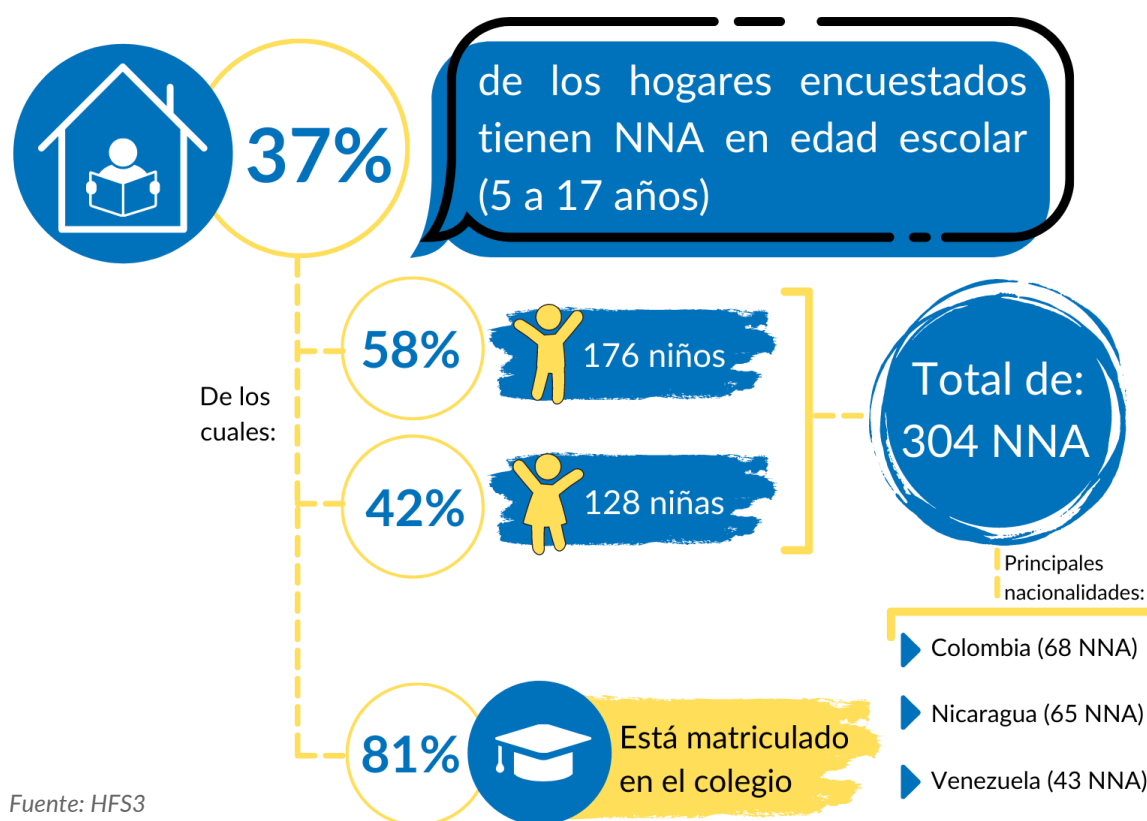 37%
de los hogares encuestados
tienen NNA en edad escolar
(5 a 17 años)
De los
cuales:
58%
176 niños
42%
128 niñas
Total de:
304 NNA
Principales
nacionalidades:
Colombia (68 NNA)
Nicaragua (65 NNA)
Venezuela (43 NNA)
81%
Está matriculado
en el colegio
Fuente: HFS3